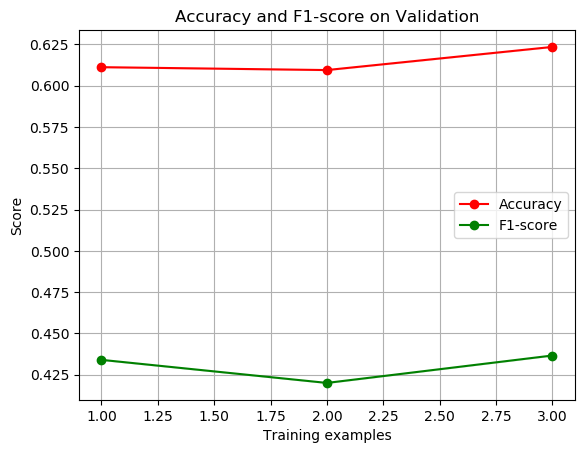 Accuracy and F1-score on Validation
Score
0.625
0.600
0.575
0.550
0.525
0.500
0.475
0.450
0.425
Accuracy
F1-score
1.00 1.25 1.50 1.75 2.00 2.25 2.50 2.75 3.00
Training examples